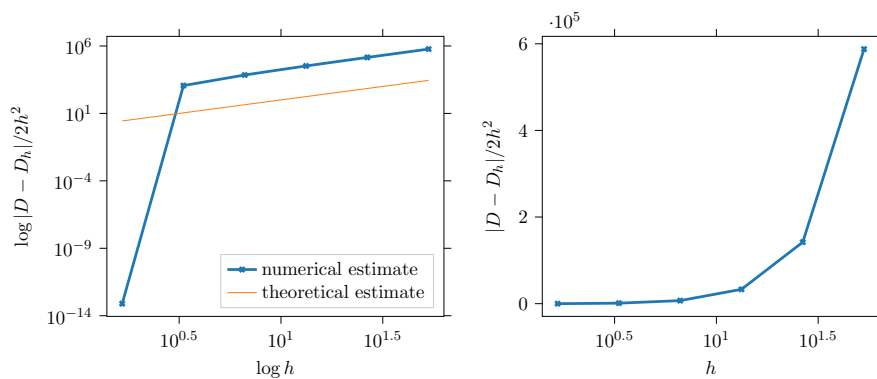 10^6
10^1
10^−4
10^−9
10^−14
log |D − D_h|/2h^2
numerical estimate
theoretical estimate
10^0.5
10^1
10^1.5
log h
·10^5
6
4
2
0
|D − D_h|/2h^2
10^0.5
10^1
10^1.5
h